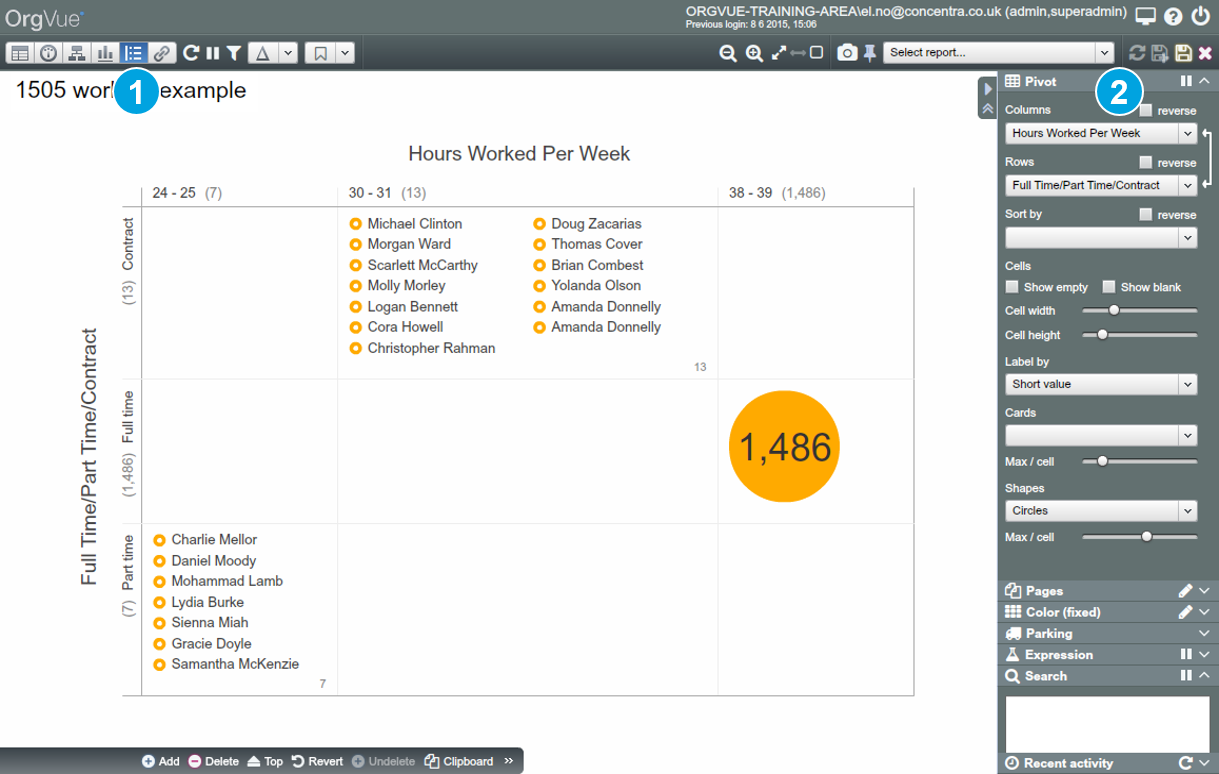 OrgVue
ORGVUE-TRAINING-AREA\el.no@concentra.co.uk (admin,superadmin)
Previous login: 8 6 2015, 15:06
Select report...
1505 wor 1 example
2
Pivot
Columns
reverse
Hours Worked Per Week
Rows
reverse
Full Time/Part Time/Contract
Sort by
reverse
Cells
Show empty
Show blank
Cell width
Cell height
Label by
Short value
Cards
Max / cell
Shapes
Circles
Max / cell
Pages
Color (fixed)
Parking
Expression
Search
Recent activity
Hours Worked Per Week
24 - 25 (7)
30 - 31 (13)
38 - 39 (1,486)
Full Time/Part Time/Contract
(13) Contract
Michael Clinton
Morgan Ward
Scarlett McCarthy
Molly Morley
Logan Bennett
Cora Howell
Christopher Rahman
Doug Zacarias
Thomas Cover
Brian Combest
Yolanda Olson
Amanda Donnelly
Amanda Donnelly
13
(1,486) Full time
1,486
(7) Part time
Charlie Mellor
Daniel Moody
Mohammad Lamb
Lydia Burke
Sienna Miah
Gracie Doyle
Samantha McKenzie
7
Add
Delete
Top
Revert
Undelete
Clipboard
»